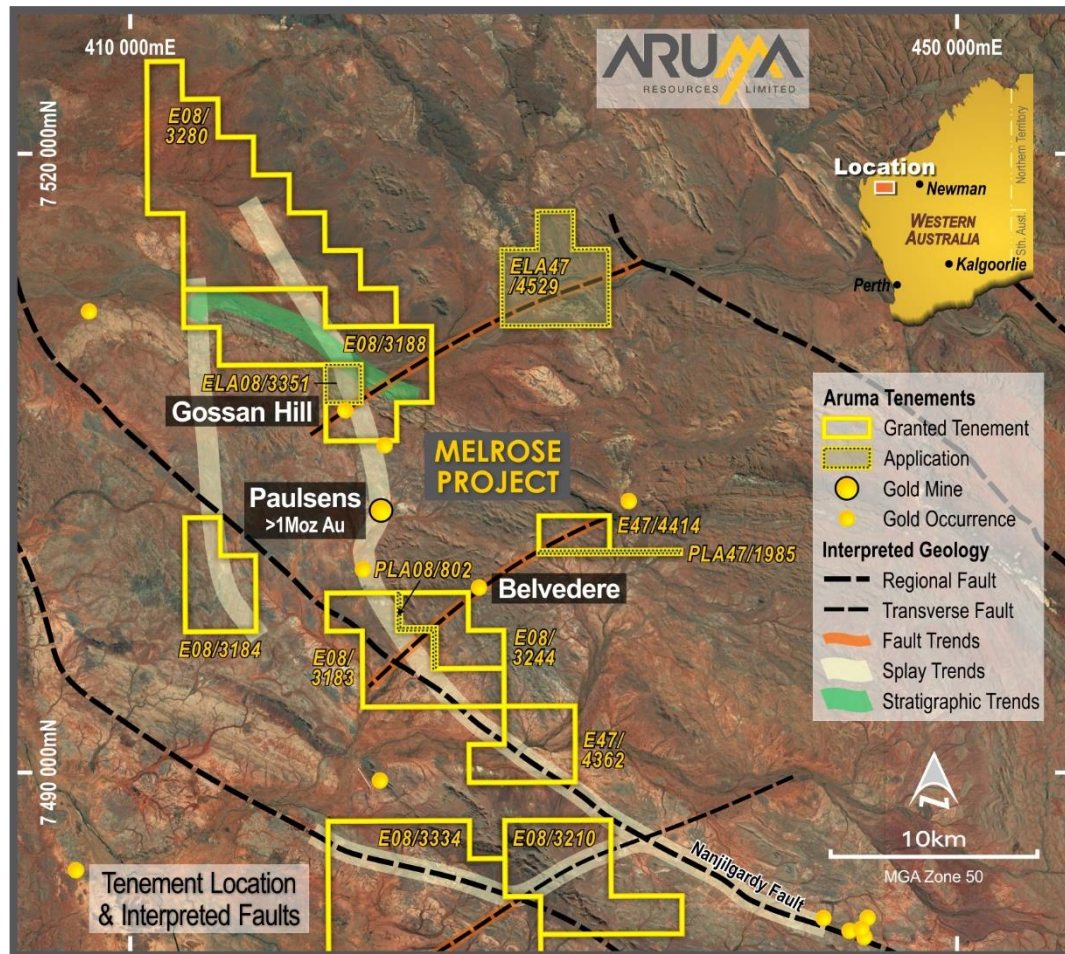 410 000mE
450 000mE
ARUMA
RESOURCES LIMITED
7 520 000mN
7 490 000mN
E08/
3280
ELA47
/4529
E08/3188
ELA08/3351
Gossan Hill
MELROSE
PROJECT
Paulsens
>1Moz Au
E47/4414
PLA47/1985
PLA08/802
Belvedere
E08/3184
E08/
3183
E08/
3244
E47/
4362
E08/3334
E08/3210
Nanjilgardy Fault
Tenement Location
& Interpreted Faults
Location
Newman
WESTERN
AUSTRALIA
Kalgoorlie
Perth
Northern Territory
Sth. Aust.
Aruma Tenements
Granted Tenement
Application
Gold Mine
Gold Occurrence
Interpreted Geology
Regional Fault
Transverse Fault
Fault Trends
Splay Trends
Stratigraphic Trends
N
10km
MGA Zone 50